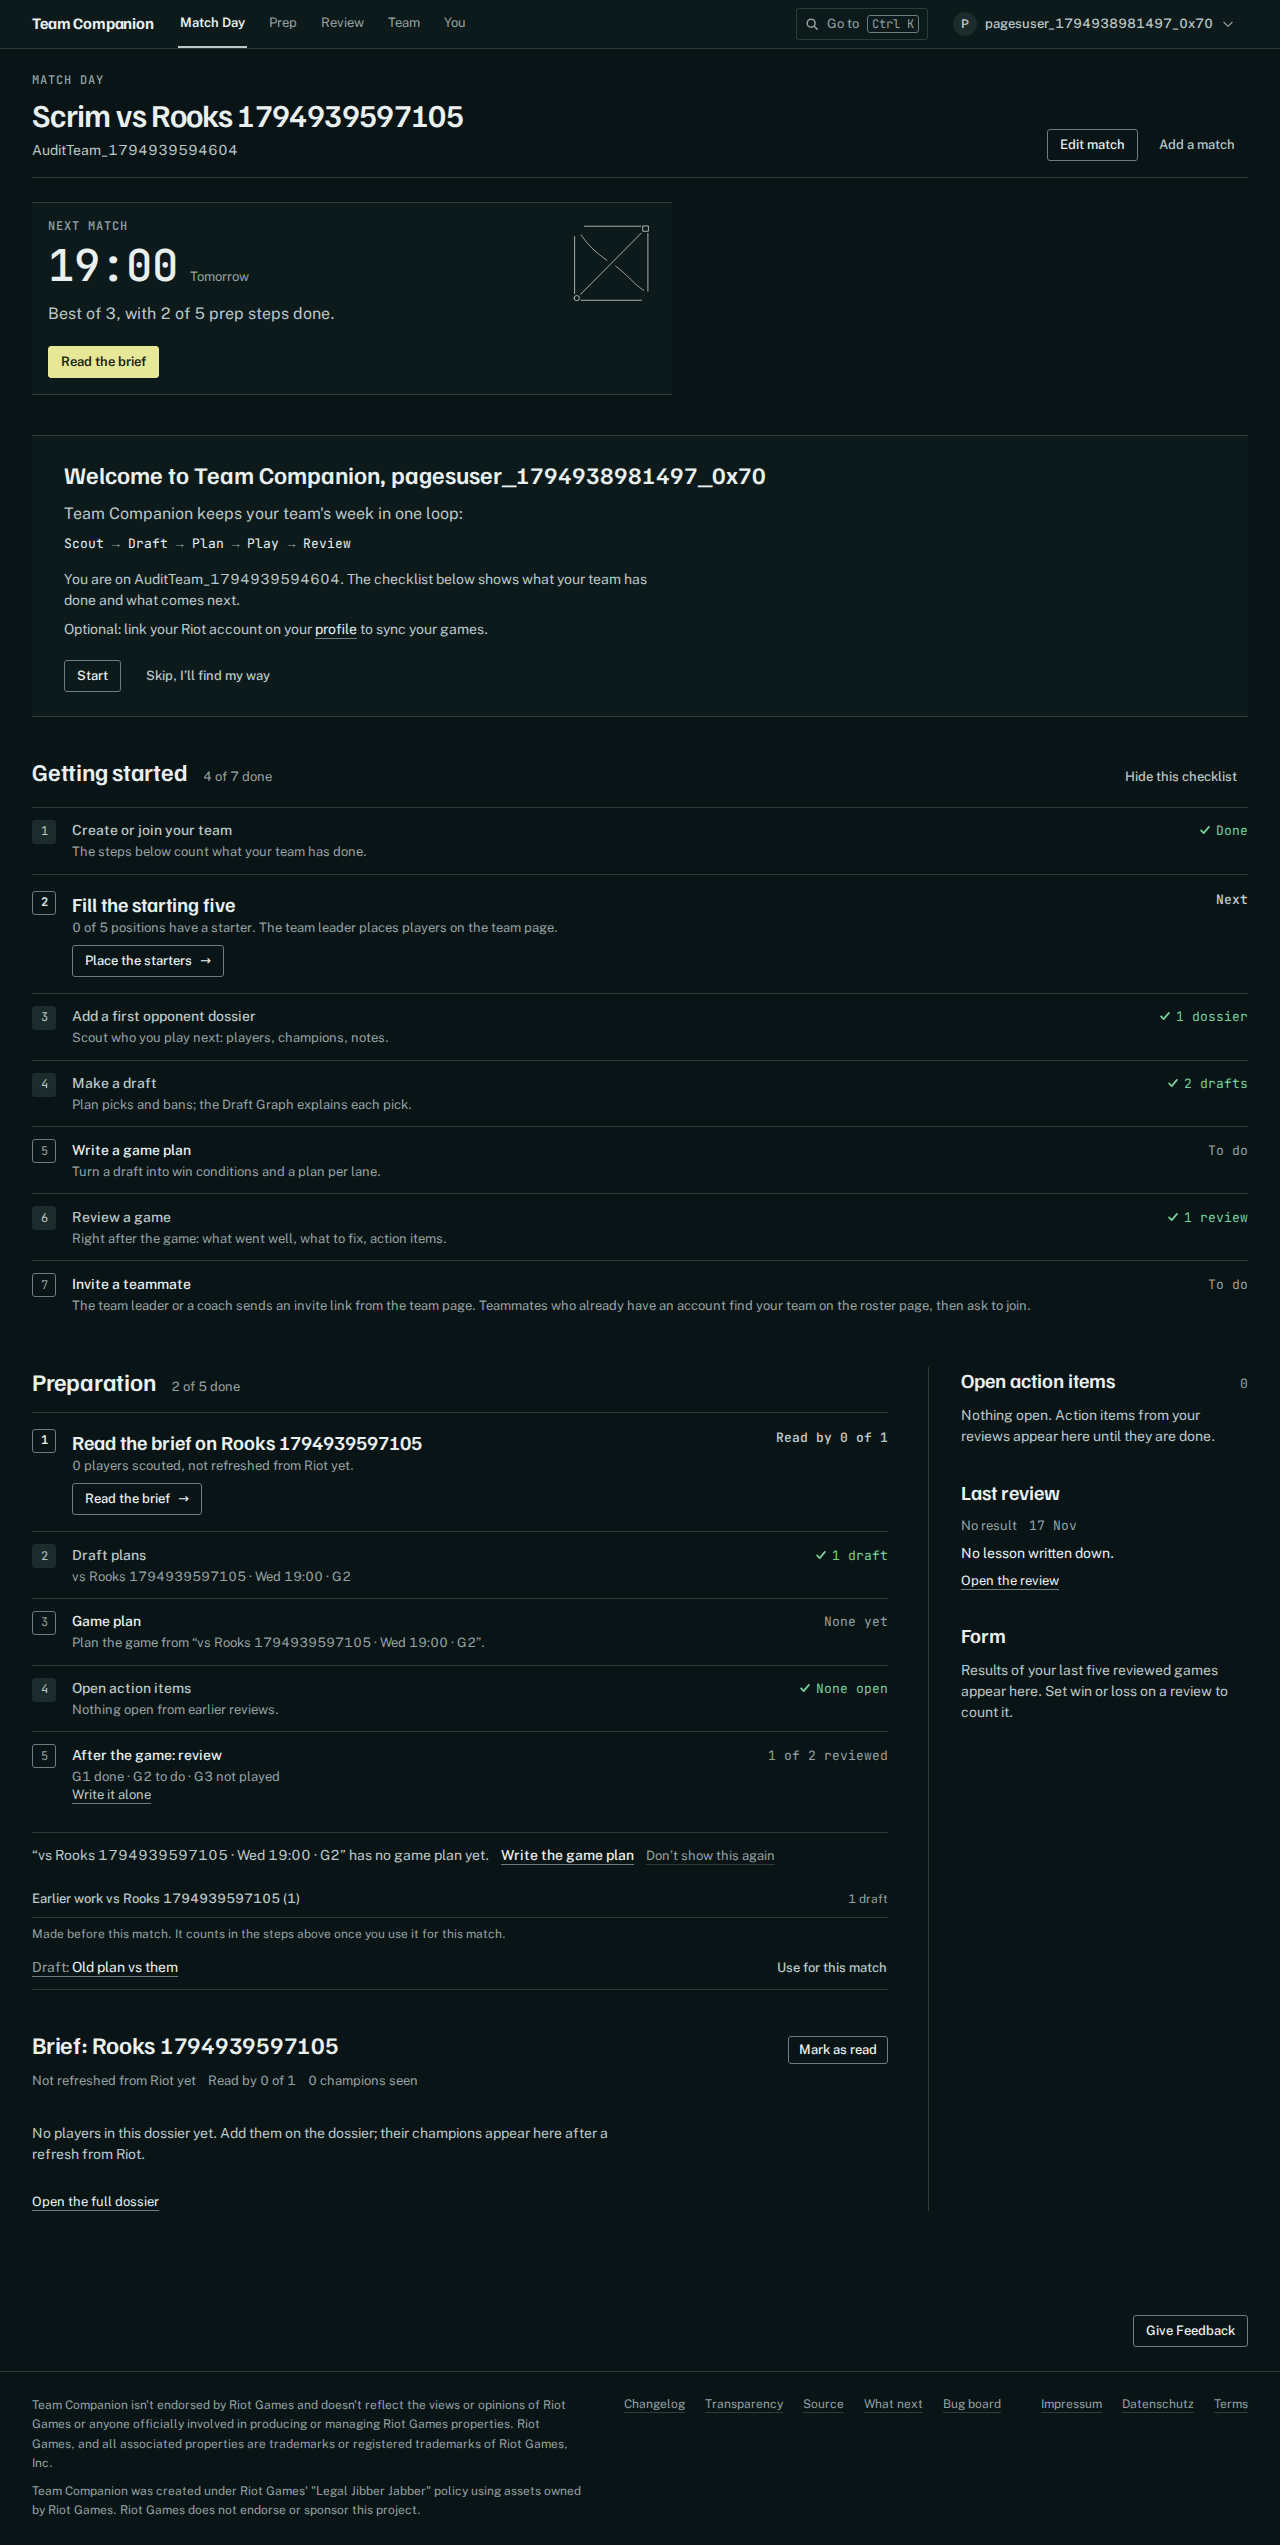 Team Companion Match Day Prep Review Team You Go to Ctrl K P pagesuser_1794938981497_0x70
MATCH DAY
Scrim vs Rooks 1794939597105
AuditTeam_1794939594604
Edit match Add a match
NEXT MATCH
19:00 Tomorrow
Best of 3, with 2 of 5 prep steps done.
Read the brief
Welcome to Team Companion, pagesuser_1794938981497_0x70
Team Companion keeps your team's week in one loop:
Scout → Draft → Plan → Play → Review
You are on AuditTeam_1794939594604. The checklist below shows what your team has
done and what comes next.
Optional: link your Riot account on your profile to sync your games.
Start Skip, I'll find my way
Getting started 4 of 7 done Hide this checklist
1 Create or join your team ✓ Done
The steps below count what your team has done.
2 Fill the starting five Next
0 of 5 positions have a starter. The team leader places players on the team page.
Place the starters →
3 Add a first opponent dossier ✓ 1 dossier
Scout who you play next: players, champions, notes.
4 Make a draft ✓ 2 drafts
Plan picks and bans; the Draft Graph explains each pick.
5 Write a game plan To do
Turn a draft into win conditions and a plan per lane.
6 Review a game ✓ 1 review
Right after the game: what went well, what to fix, action items.
7 Invite a teammate To do
The team leader or a coach sends an invite link from the team page. Teammates who already have an account find your team on the roster page, then ask to join.
Preparation 2 of 5 done
1 Read the brief on Rooks 1794939597105 Read by 0 of 1
0 players scouted, not refreshed from Riot yet.
Read the brief →
2 Draft plans ✓ 1 draft
vs Rooks 1794939597105 · Wed 19:00 · G2
3 Game plan None yet
Plan the game from “vs Rooks 1794939597105 · Wed 19:00 · G2”.
4 Open action items ✓ None open
Nothing open from earlier reviews.
5 After the game: review 1 of 2 reviewed
G1 done · G2 to do · G3 not played
Write it alone
“vs Rooks 1794939597105 · Wed 19:00 · G2” has no game plan yet. Write the game plan Don't show this again
Earlier work vs Rooks 1794939597105 (1) 1 draft
Made before this match. It counts in the steps above once you use it for this match.
Draft: Old plan vs them Use for this match
Brief: Rooks 1794939597105 Mark as read
Not refreshed from Riot yet Read by 0 of 1 0 champions seen
No players in this dossier yet. Add them on the dossier; their champions appear here after a
refresh from Riot.
Open the full dossier
Open action items 0
Nothing open. Action items from your
reviews appear here until they are done.
Last review
No result 17 Nov
No lesson written down.
Open the review
Form
Results of your last five reviewed games
appear here. Set win or loss on a review to
count it.
Give Feedback
Team Companion isn't endorsed by Riot Games and doesn't reflect the views or opinions of Riot
Games or anyone officially involved in producing or managing Riot Games properties. Riot
Games, and all associated properties are trademarks or registered trademarks of Riot Games,
Inc.
Team Companion was created under Riot Games' "Legal Jibber Jabber" policy using assets owned
by Riot Games. Riot Games does not endorse or sponsor this project.
Changelog Transparency Source What next Bug board Impressum Datenschutz Terms